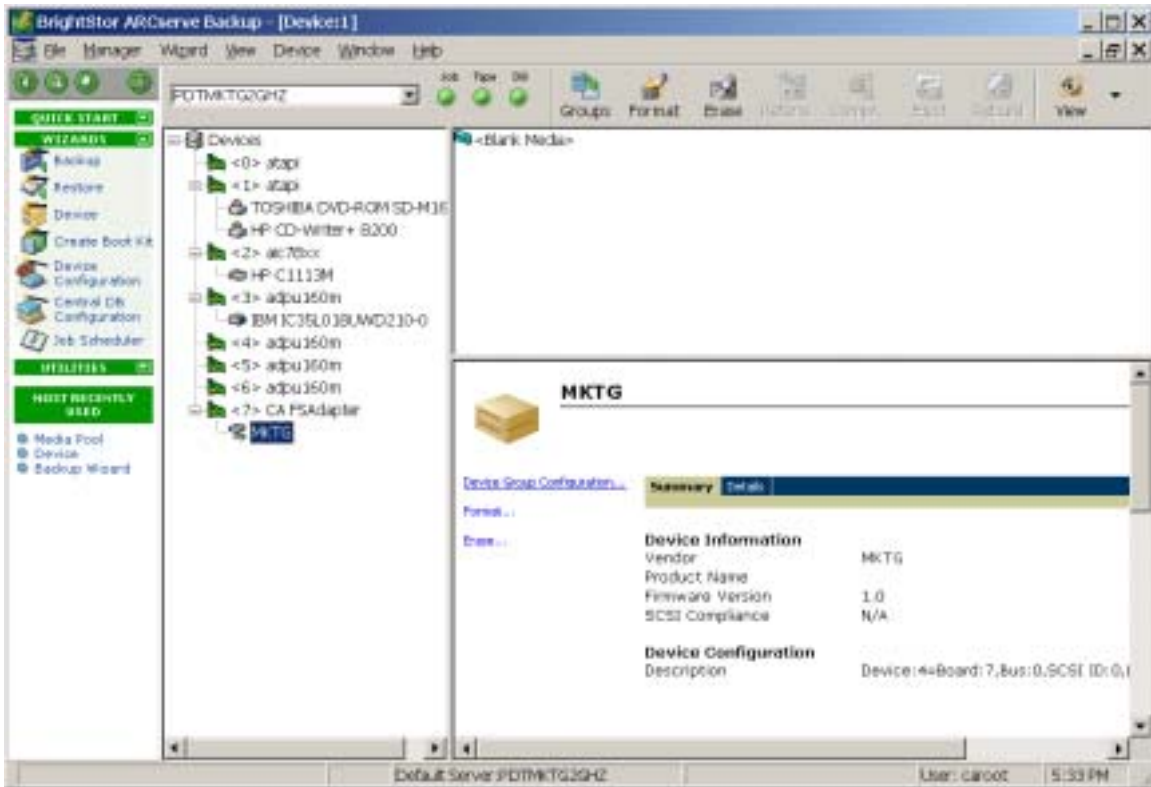 BrightStor ARCserve Backup - [Device:1]
File Manager Wizard View Device Window Help
PDTMKTG2GHZ
Job Tape DB
Groups Format Erase Eject View
QUICK START
WIZARDS
Backup
Restore
Device
Create Boot Kit
Device
Configuration
Central DB
Configuration
Job Scheduler
UTILITIES
MOST RECENTLY
USED
Media Pool
Device
Backup Wizard
Devices
<0> atapi
<1> atapi
TOSHIBA DVD-ROM SD-M16
HP CD-Writer+ 8200
<2> aic78xx
HP C1113M
<3> adpu160m
IBM IC35L018UWD210-0
<4> adpu160m
<5> adpu160m
<6> adpu160m
<7> CA FSAdapter
MKTG
<Blank Media>
MKTG
Device Group Configuration...
Format...
Erase...
Summary Details
Device Information
Vendor MKTG
Product Name
Firmware Version 1.0
SCSI Compliance N/A
Device Configuration
Description Device:4=Board:7,Bus:0,SCSI ID:0,
Default Server:PDTMKTG2GHZ
User: caroot
5:33 PM